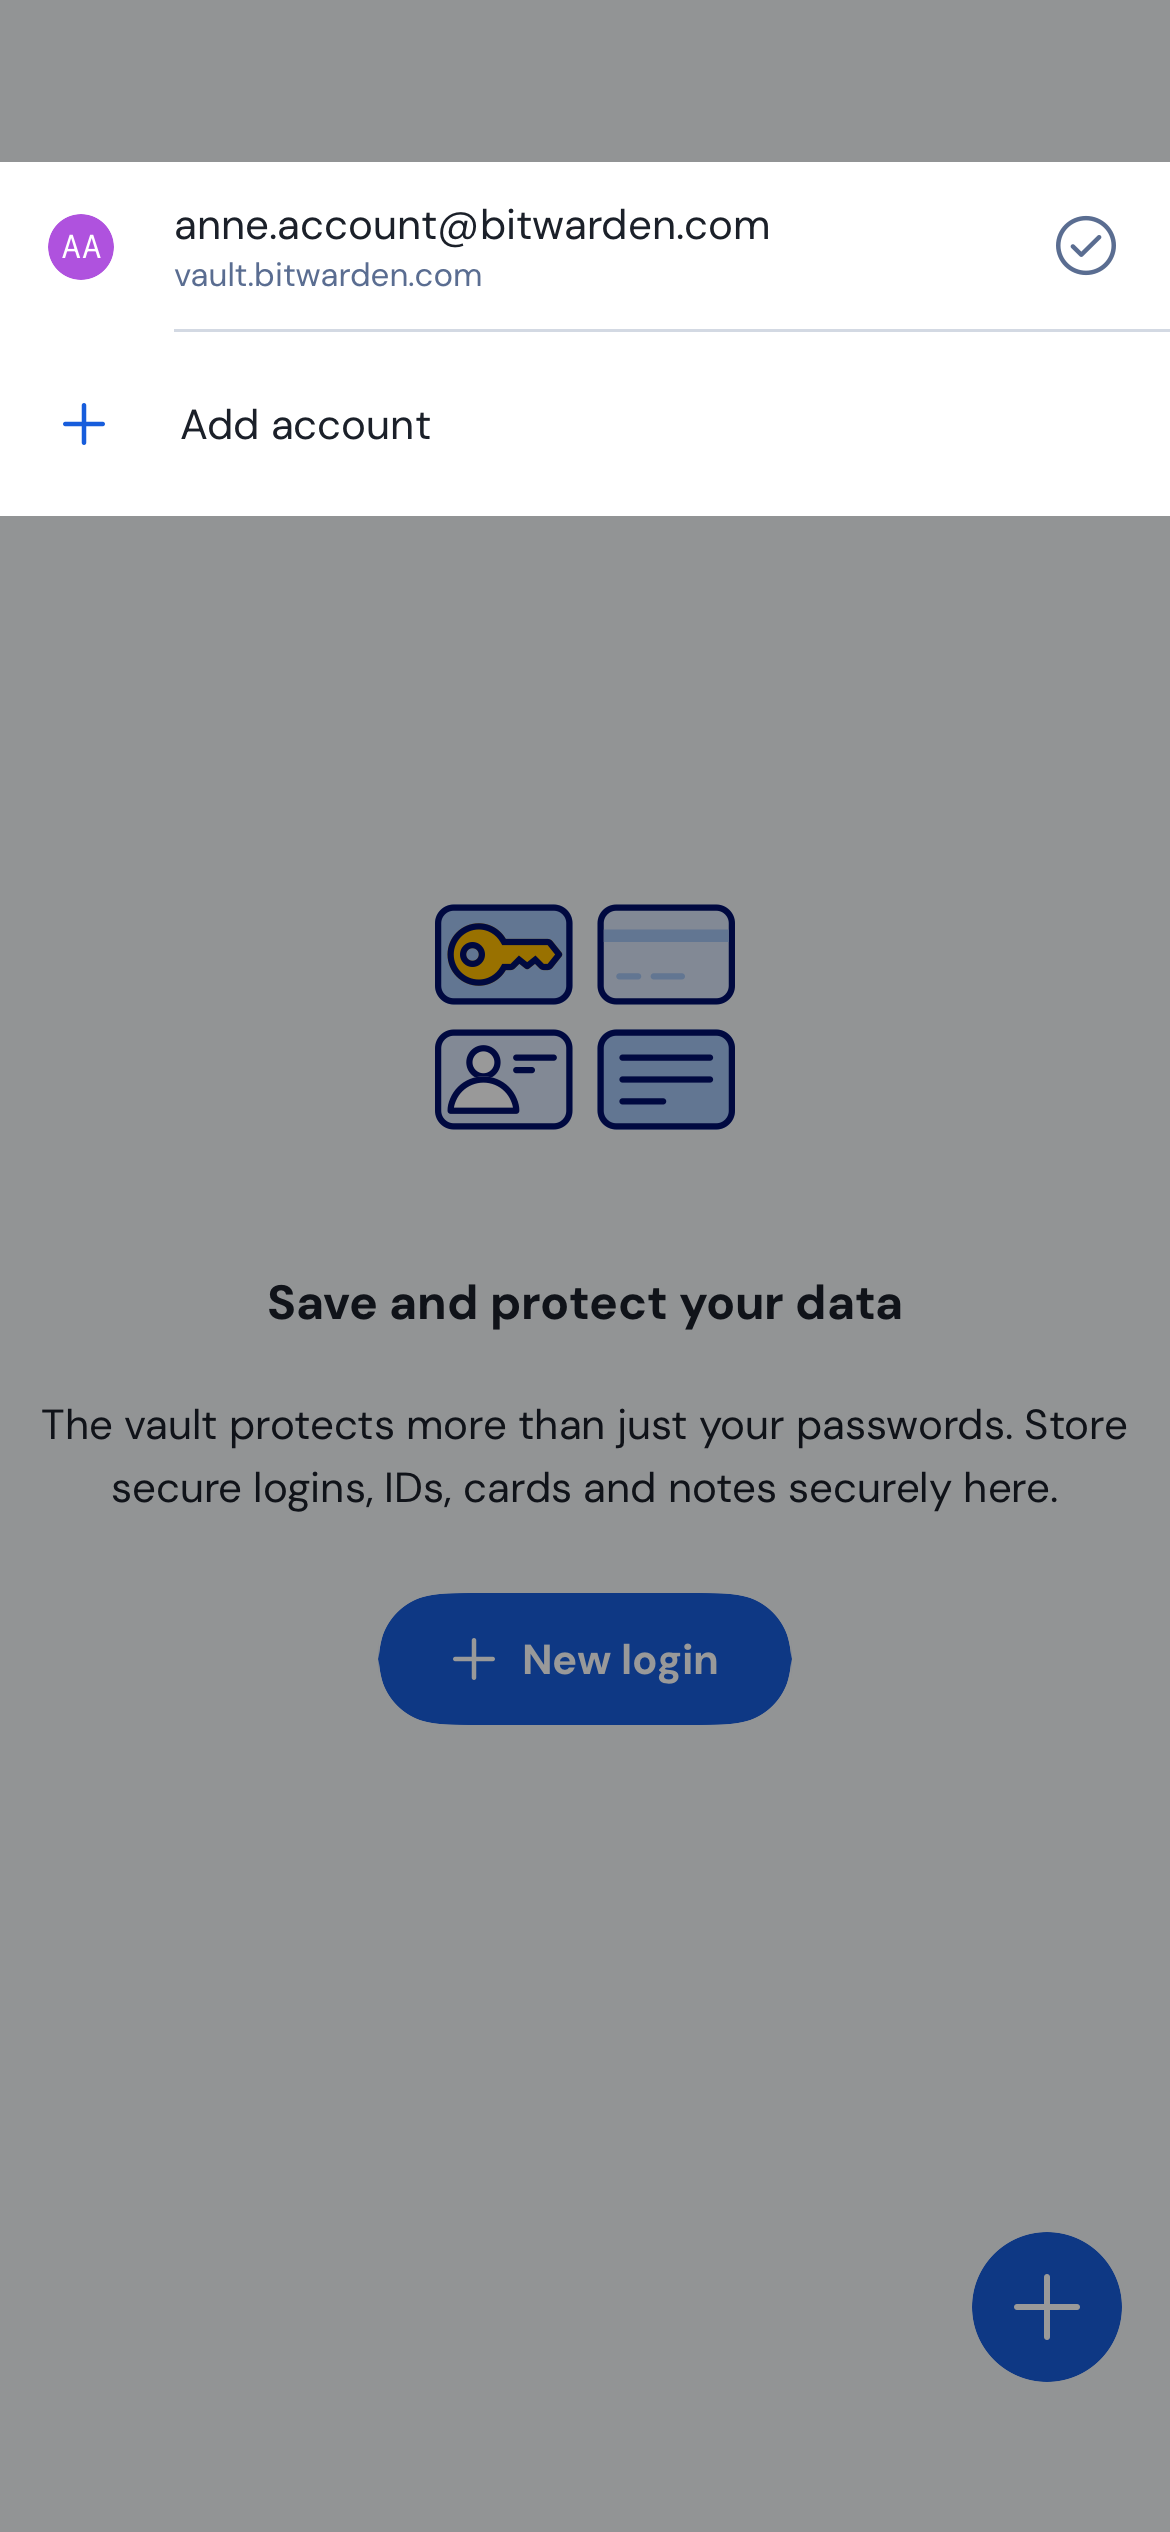 AA
anne.account@bitwarden.com
vault.bitwarden.com
Add account
Save and protect your data
The vault protects more than just your passwords. Store
secure logins, IDs, cards and notes securely here.
New login